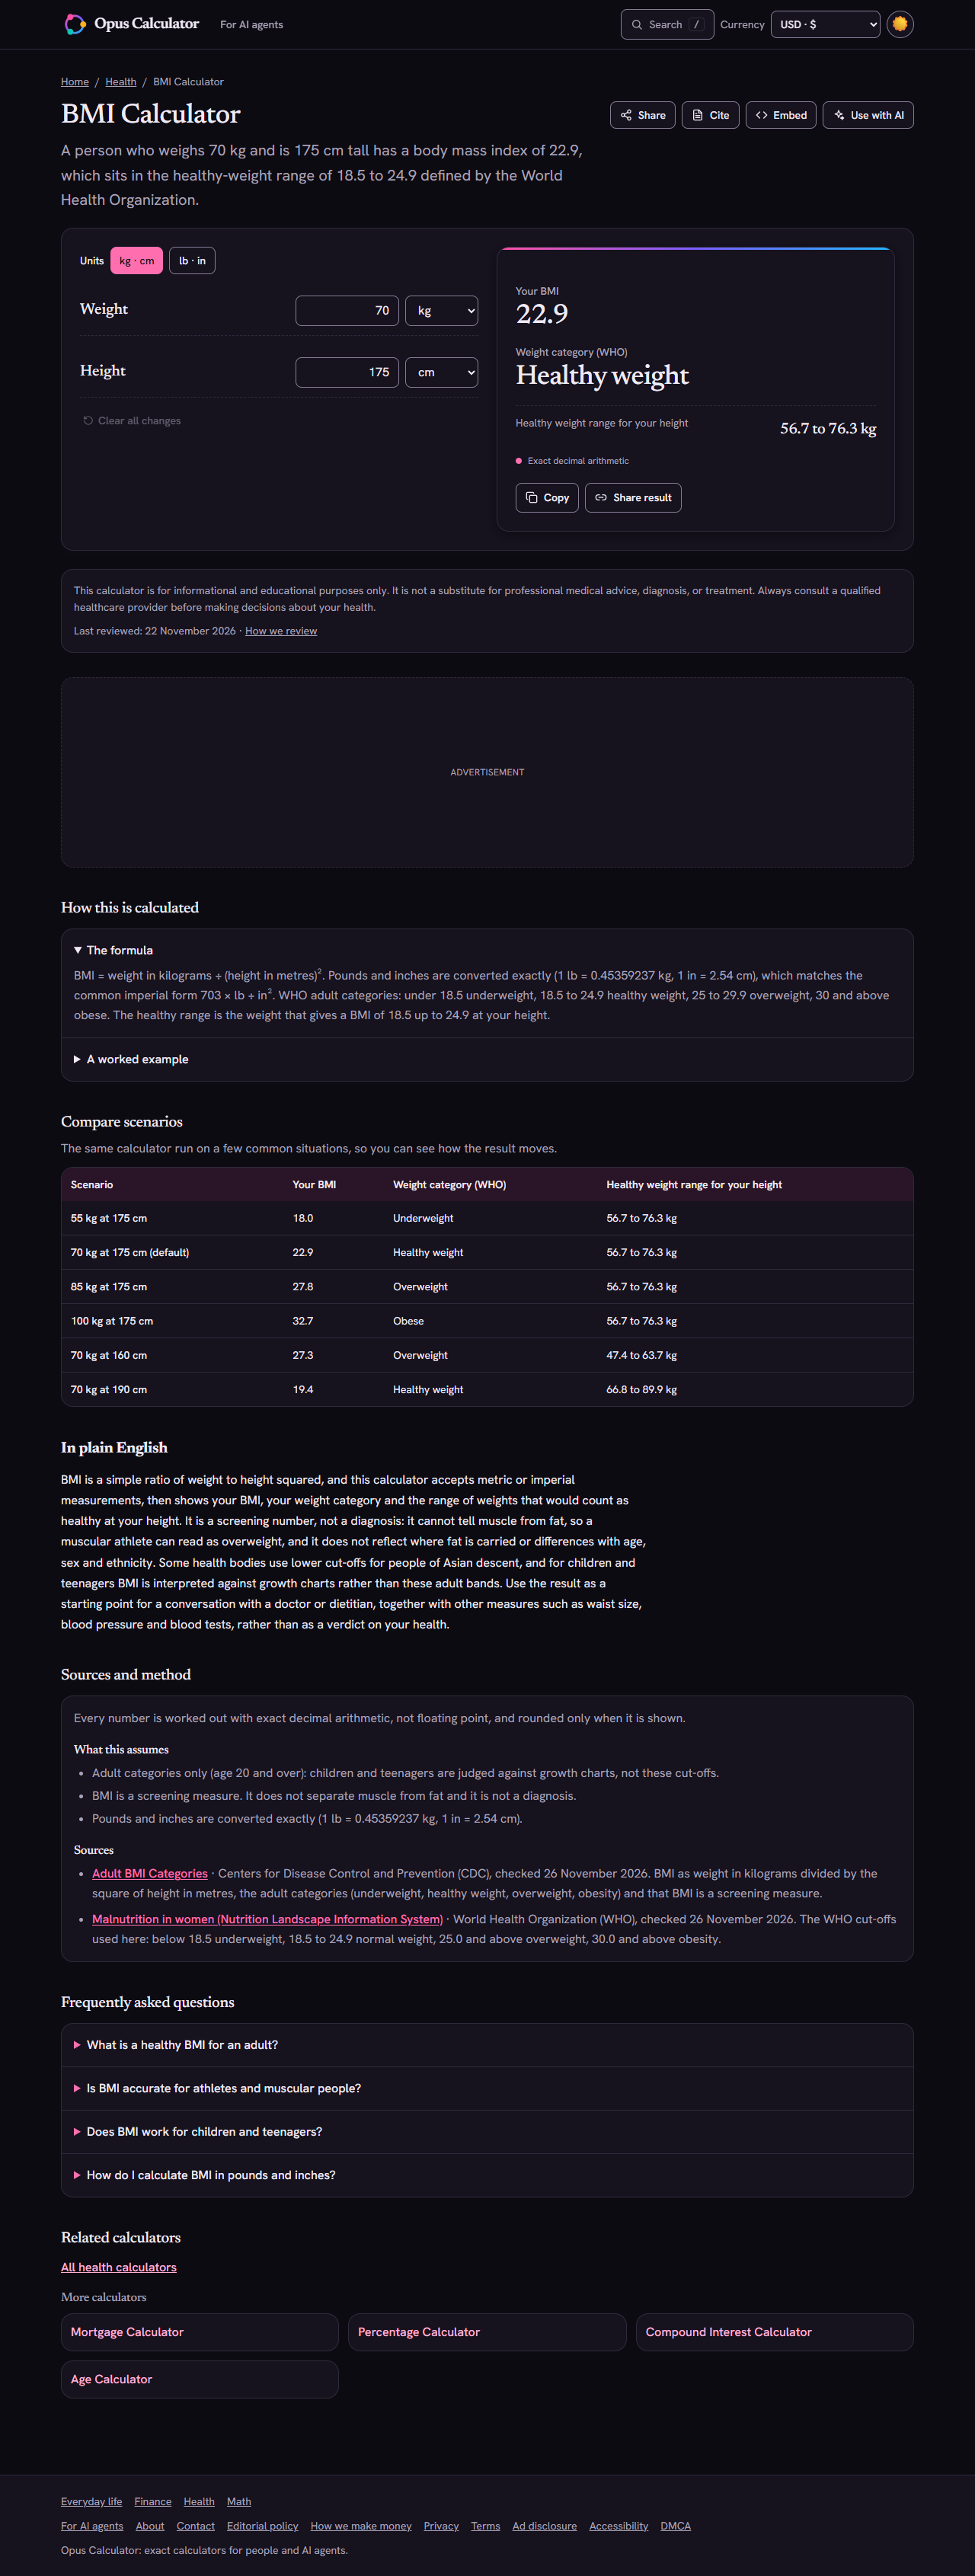 Opus Calculator
For AI agents
Search /
Currency
USD · $
Home / Health / BMI Calculator
BMI Calculator
Share
Cite
Embed
Use with AI
A person who weighs 70 kg and is 175 cm tall has a body mass index of 22.9,
which sits in the healthy-weight range of 18.5 to 24.9 defined by the World
Health Organization.
Units
kg · cm
lb · in
Weight
70
kg
Height
175
cm
Clear all changes
Your BMI
22.9
Weight category (WHO)
Healthy weight
Healthy weight range for your height
56.7 to 76.3 kg
Exact decimal arithmetic
Copy
Share result
This calculator is for informational and educational purposes only. It is not a substitute for professional medical advice, diagnosis, or treatment. Always consult a qualified
healthcare provider before making decisions about your health.
Last reviewed: 22 November 2026 · How we review
ADVERTISEMENT
How this is calculated
The formula
BMI = weight in kilograms ÷ (height in metres)². Pounds and inches are converted exactly (1 lb = 0.45359237 kg, 1 in = 2.54 cm), which matches the
common imperial form 703 × lb ÷ in². WHO adult categories: under 18.5 underweight, 18.5 to 24.9 healthy weight, 25 to 29.9 overweight, 30 and above
obese. The healthy range is the weight that gives a BMI of 18.5 up to 24.9 at your height.
A worked example
Compare scenarios
The same calculator run on a few common situations, so you can see how the result moves.
Scenario Your BMI Weight category (WHO) Healthy weight range for your height
55 kg at 175 cm 18.0 Underweight 56.7 to 76.3 kg
70 kg at 175 cm (default) 22.9 Healthy weight 56.7 to 76.3 kg
85 kg at 175 cm 27.8 Overweight 56.7 to 76.3 kg
100 kg at 175 cm 32.7 Obese 56.7 to 76.3 kg
70 kg at 160 cm 27.3 Overweight 47.4 to 63.7 kg
70 kg at 190 cm 19.4 Healthy weight 66.8 to 89.9 kg
In plain English
BMI is a simple ratio of weight to height squared, and this calculator accepts metric or imperial
measurements, then shows your BMI, your weight category and the range of weights that would count as
healthy at your height. It is a screening number, not a diagnosis: it cannot tell muscle from fat, so a
muscular athlete can read as overweight, and it does not reflect where fat is carried or differences with age,
sex and ethnicity. Some health bodies use lower cut-offs for people of Asian descent, and for children and
teenagers BMI is interpreted against growth charts rather than these adult bands. Use the result as a
starting point for a conversation with a doctor or dietitian, together with other measures such as waist size,
blood pressure and blood tests, rather than as a verdict on your health.
Sources and method
Every number is worked out with exact decimal arithmetic, not floating point, and rounded only when it is shown.
What this assumes
Adult categories only (age 20 and over): children and teenagers are judged against growth charts, not these cut-offs.
BMI is a screening measure. It does not separate muscle from fat and it is not a diagnosis.
Pounds and inches are converted exactly (1 lb = 0.45359237 kg, 1 in = 2.54 cm).
Sources
Adult BMI Categories · Centers for Disease Control and Prevention (CDC), checked 26 November 2026. BMI as weight in kilograms divided by the
square of height in metres, the adult categories (underweight, healthy weight, overweight, obesity) and that BMI is a screening measure.
Malnutrition in women (Nutrition Landscape Information System) · World Health Organization (WHO), checked 26 November 2026. The WHO cut-offs
used here: below 18.5 underweight, 18.5 to 24.9 normal weight, 25.0 and above overweight, 30.0 and above obesity.
Frequently asked questions
What is a healthy BMI for an adult?
Is BMI accurate for athletes and muscular people?
Does BMI work for children and teenagers?
How do I calculate BMI in pounds and inches?
Related calculators
All health calculators
More calculators
Mortgage Calculator
Percentage Calculator
Compound Interest Calculator
Age Calculator
Everyday life Finance Health Math
For AI agents About Contact Editorial policy How we make money Privacy Terms Ad disclosure Accessibility DMCA
Opus Calculator: exact calculators for people and AI agents.